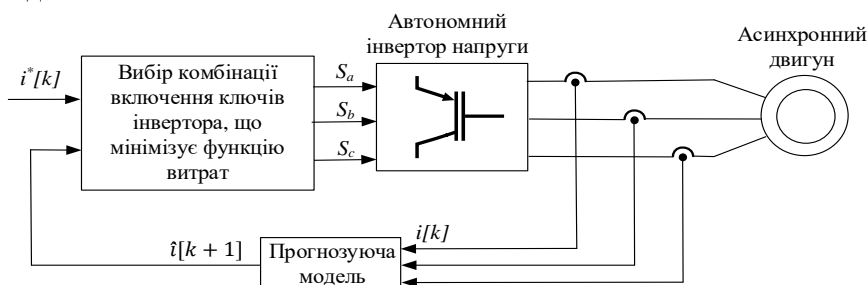 Автономний
інвертор напруги
Асинхронний
двигун
i*[k]
Вибір комбінації
включення ключів
інвертора, що
мінімізує функцію
витрат
Sa
Sb
Sc
i[k]
î[k + 1]
Прогнозуюча
модель